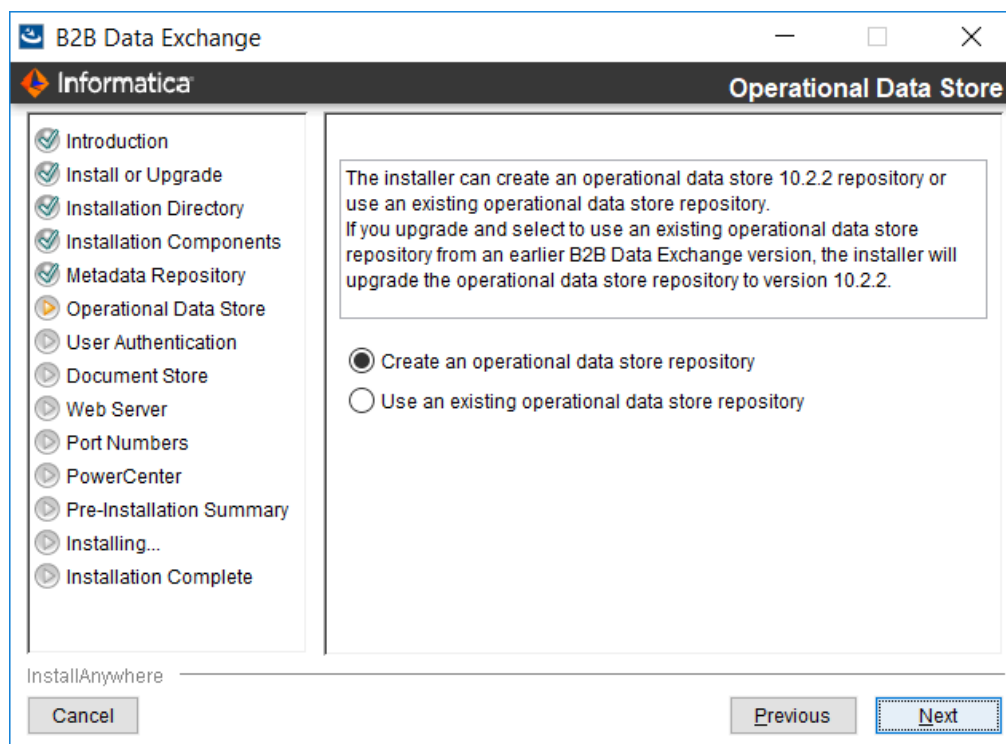 B2B Data Exchange
Informatica
Operational Data Store
Introduction
Install or Upgrade
Installation Directory
Installation Components
Metadata Repository
Operational Data Store
User Authentication
Document Store
Web Server
Port Numbers
PowerCenter
Pre-Installation Summary
Installing...
Installation Complete
The installer can create an operational data store 10.2.2 repository or
use an existing operational data store repository.
If you upgrade and select to use an existing operational data store
repository from an earlier B2B Data Exchange version, the installer will
upgrade the operational data store repository to version 10.2.2.
Create an operational data store repository
Use an existing operational data store repository
InstallAnywhere
Cancel
Previous
Next